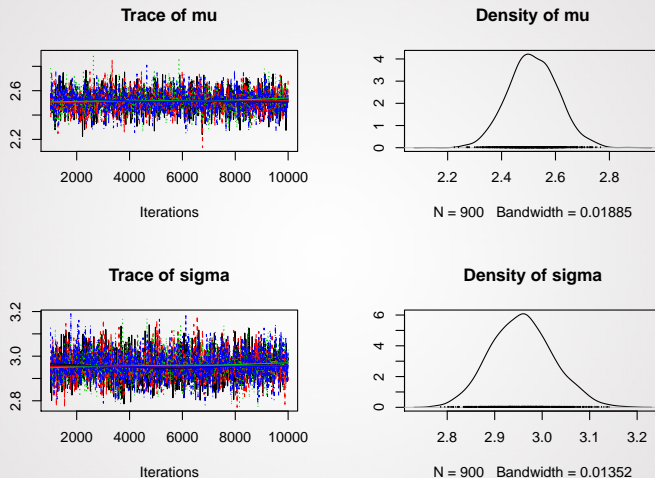 Trace of mu
2.2 2.6
2000 4000 6000 8000 10000
Iterations
Density of mu
0 1 2 3 4
2.2 2.4 2.6 2.8
N = 900 Bandwidth = 0.01885
Trace of sigma
2.8 3.0 3.2
2000 4000 6000 8000 10000
Iterations
Density of sigma
0 2 4 5 6
2.8 2.9 3.0 3.1 3.2
N = 900 Bandwidth = 0.01352